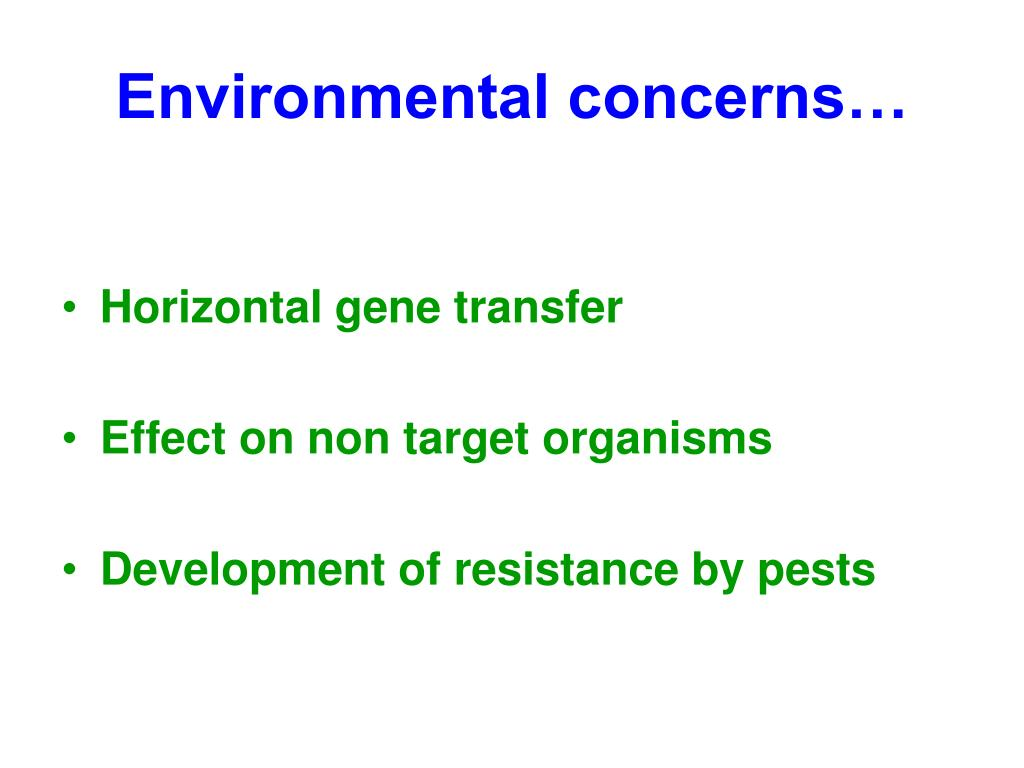 Environmental concerns…
• Horizontal gene transfer
• Effect on non target organisms
• Development of resistance by pests